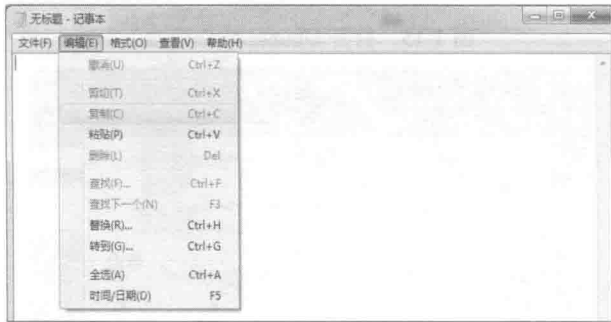 无标题 - 记事本
文件(F) 编辑(E) 格式(O) 查看(V) 帮助(H)
撤消(U) Ctrl+Z
剪切(T) Ctrl+X
复制(C) Ctrl+C
粘贴(P) Ctrl+V
删除(L) Del
查找(F)... Ctrl+F
查找下一个(N) F3
替换(R)... Ctrl+H
转到(G)... Ctrl+G
全选(A) Ctrl+A
时间/日期(D) F5